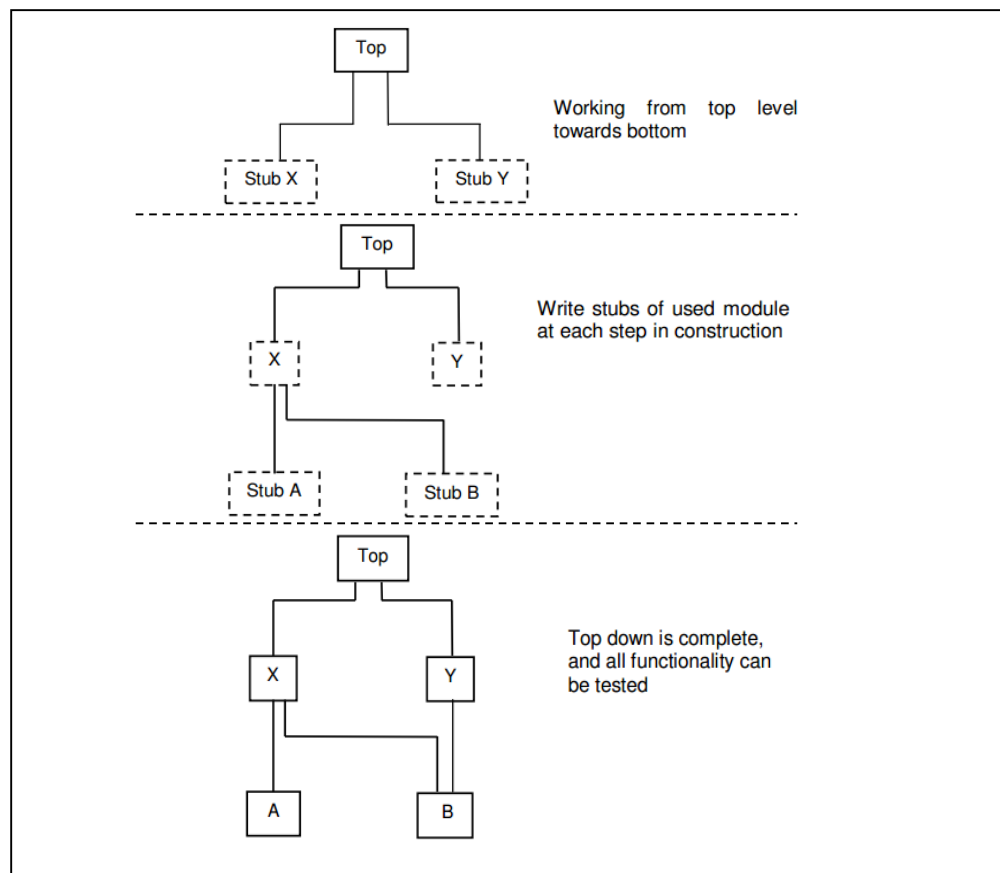 Top
Working from top level
towards bottom
Stub X
Stub Y
Top
Write stubs of used module
at each step in construction
X
Y
Stub A
Stub B
Top
Top down is complete,
and all functionality can
be tested
X
Y
A
B